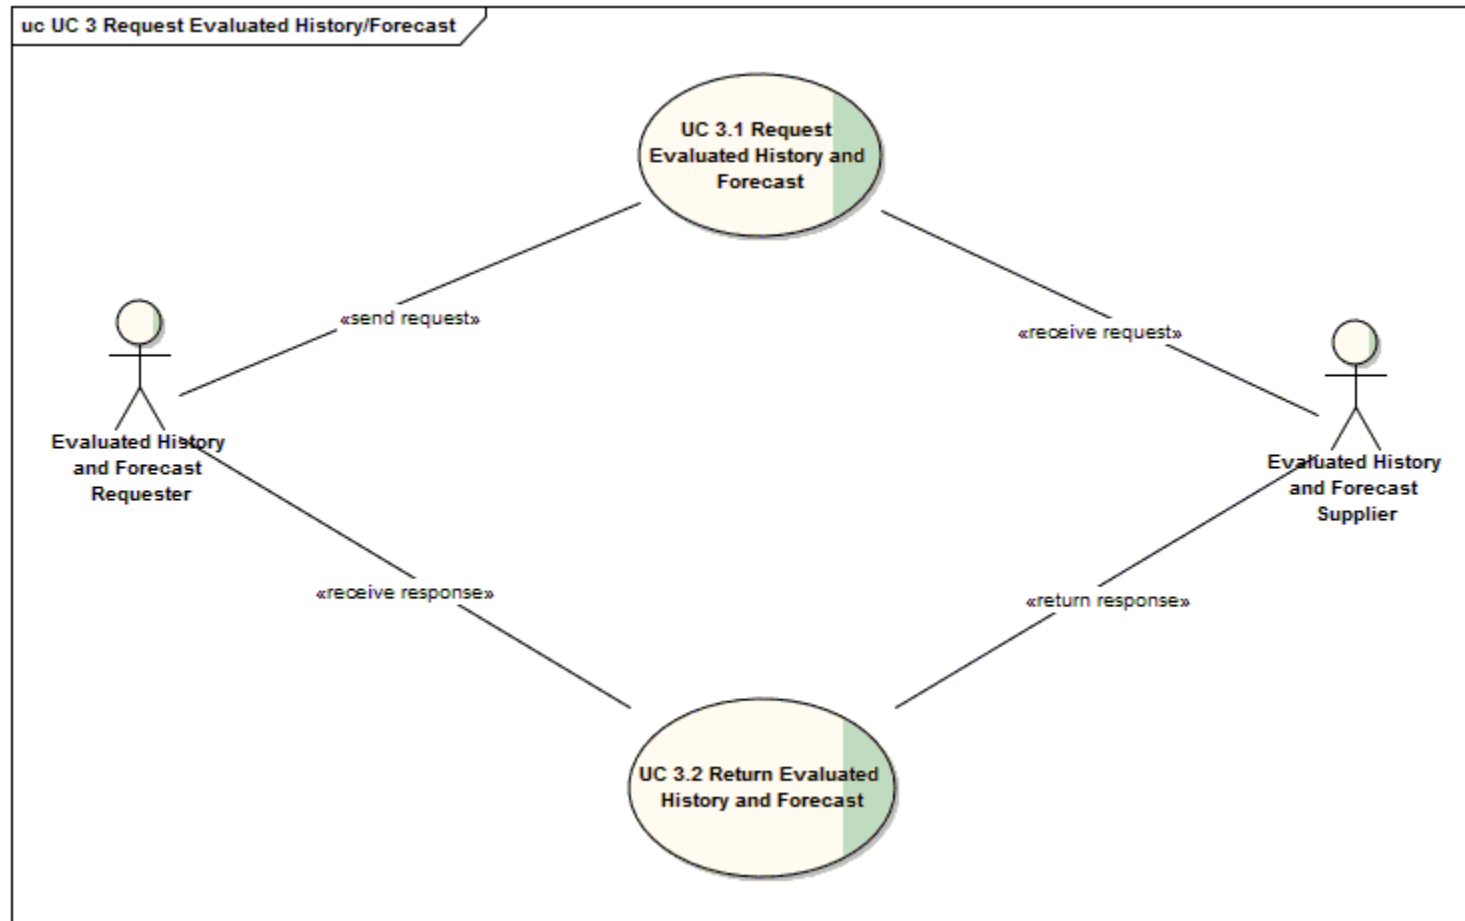 uc UC 3 Request Evaluated History/Forecast
UC 3.1 Request
Evaluated History and
Forecast
«send request»
«receive request»
Evaluated History
and Forecast
Requester
Evaluated History
and Forecast
Supplier
«receive response»
«return response»
UC 3.2 Return Evaluated
History and Forecast